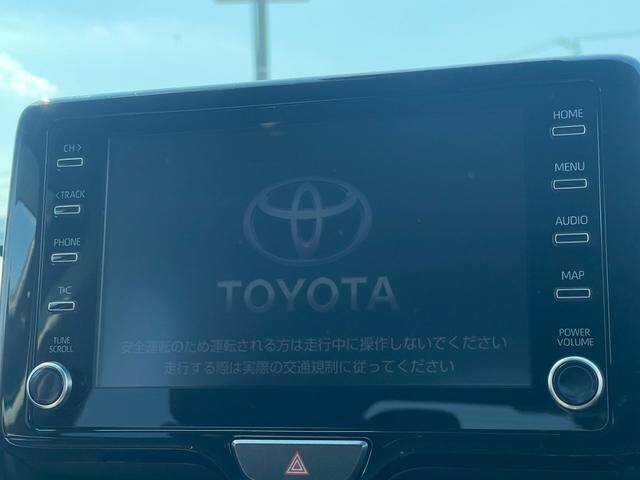 CH>
<TRACK
PHONE
T*C
TUNE
SCROLL
TOYOTA
安全運転のため運転される方は走行中に操作しないでください
走行する際は実際の交通規制に従ってください
HOME
MENU
AUDIO
MAP
POWER
VOLUME